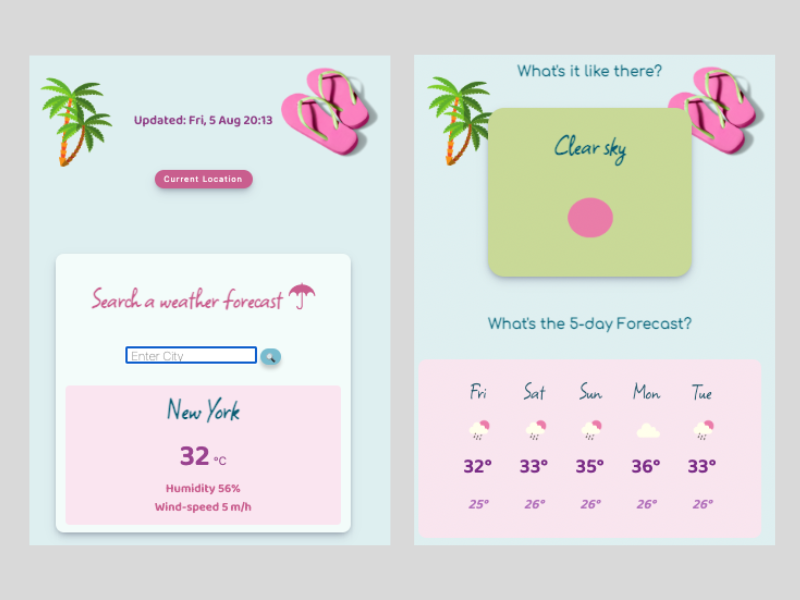 Updated: Fri, 5 Aug 20:13
Current Location
Search a weather forecast
Enter City
New York
32 °C
Humidity 56%
Wind-speed 5 m/h
What's it like there?
Clear sky
What's the 5-day Forecast?
Fri Sat Sun Mon Tue
32° 33° 35° 36° 33°
25° 26° 26° 26° 26°